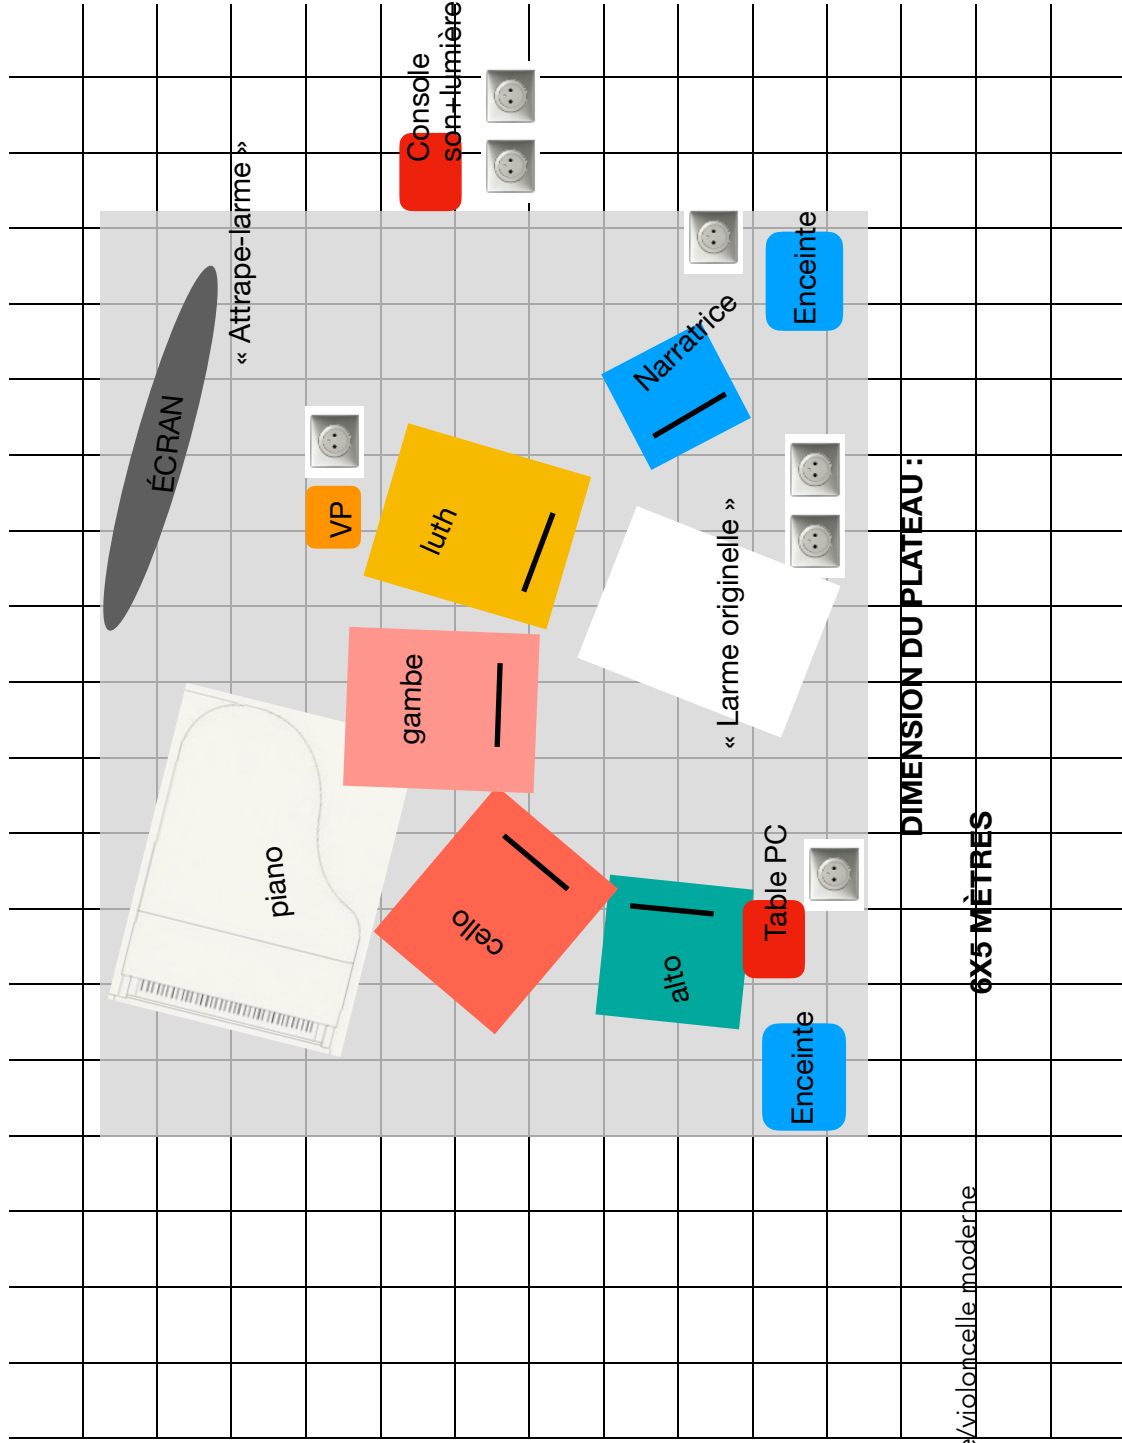 Console
son+lumière
« Attrape-larme »
Enceinte
Narratrice
ÉCRAN
VP
luth
« Larme originelle »
gambe
DIMENSION DU PLATEAU :
6X5 MÈTRES
piano
cello
alto
Table PC
Enceinte
e/violoncelle moderne